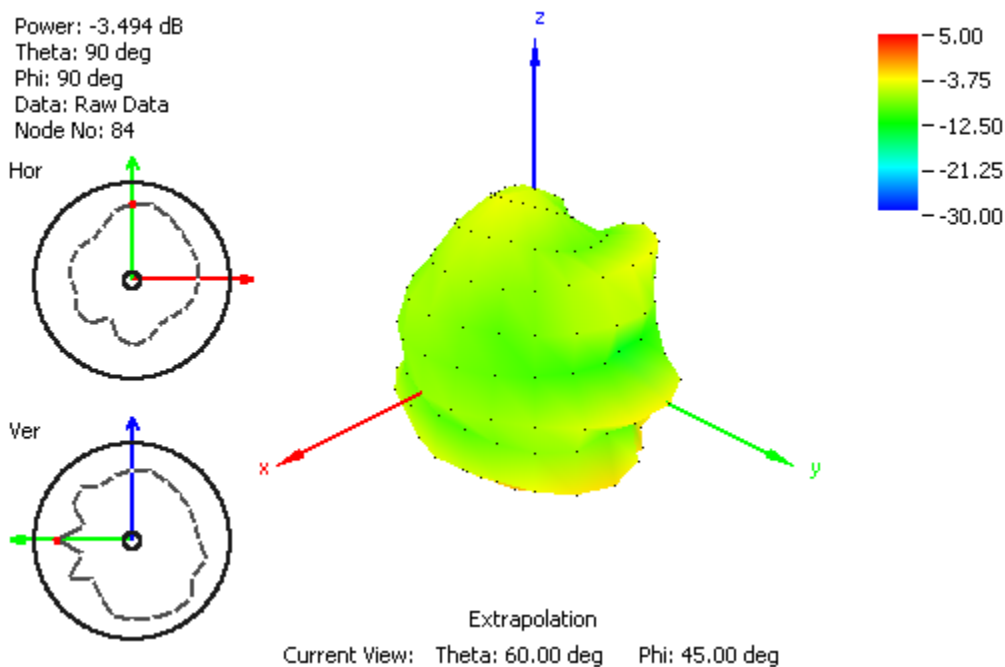 Power: -3.494 dB
Theta: 90 deg
Phi: 90 deg
Data: Raw Data
Node No: 84
Hor
Ver
z
x
y
5.00
-3.75
-12.50
-21.25
-30.00
Extrapolation
Current View: Theta: 60.00 deg Phi: 45.00 deg